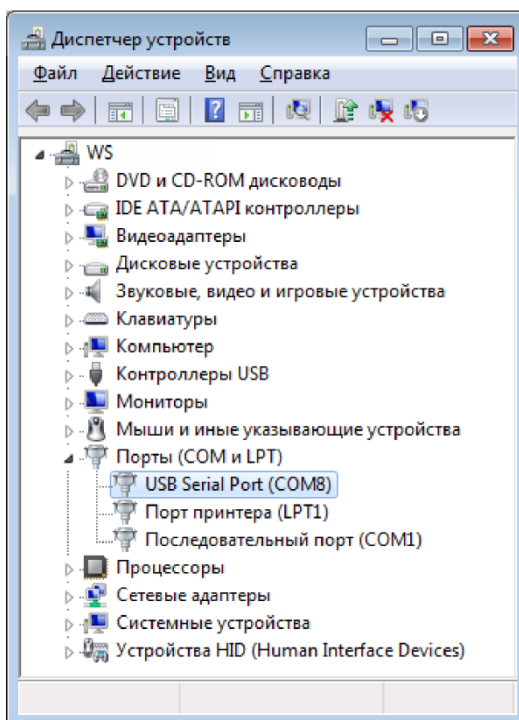 Диспетчер устройств
Файл Действие Вид Справка
WS
DVD и CD-ROM дисководы
IDE ATA/ATAPI контроллеры
Видеоадаптеры
Дисковые устройства
Звуковые, видео и игровые устройства
Клавиатуры
Компьютер
Контроллеры USB
Мониторы
Мыши и иные указывающие устройства
Порты (COM и LPT)
USB Serial Port (COM8)
Порт принтера (LPT1)
Последовательный порт (COM1)
Процессоры
Сетевые адаптеры
Системные устройства
Устройства HID (Human Interface Devices)